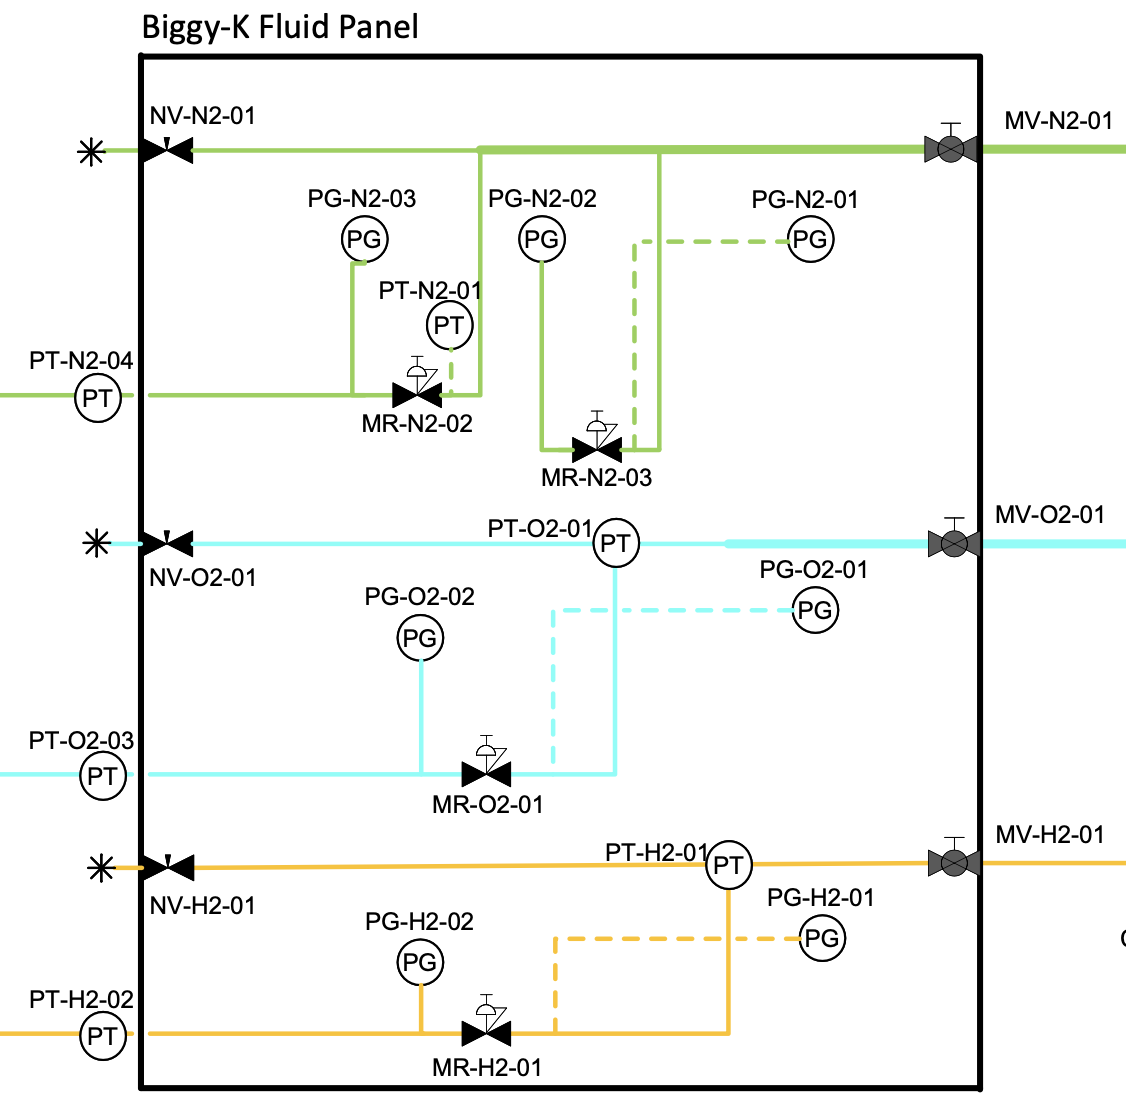 Biggy-K Fluid Panel
NV-N2-01
MV-N2-01
PG-N2-03
PG-N2-02
PG-N2-01
PG
PG
PG
PT-N2-01
PT
PT-N2-04
PT
MR-N2-02
MR-N2-03
PT-O2-01
PT
MV-O2-01
NV-O2-01
PG-O2-01
PG
PG-O2-02
PG
PT-O2-03
PT
MR-O2-01
MV-H2-01
PT-H2-01
PT
NV-H2-01
PG-H2-01
PG
PG-H2-02
PG
PT-H2-02
PT
MR-H2-01